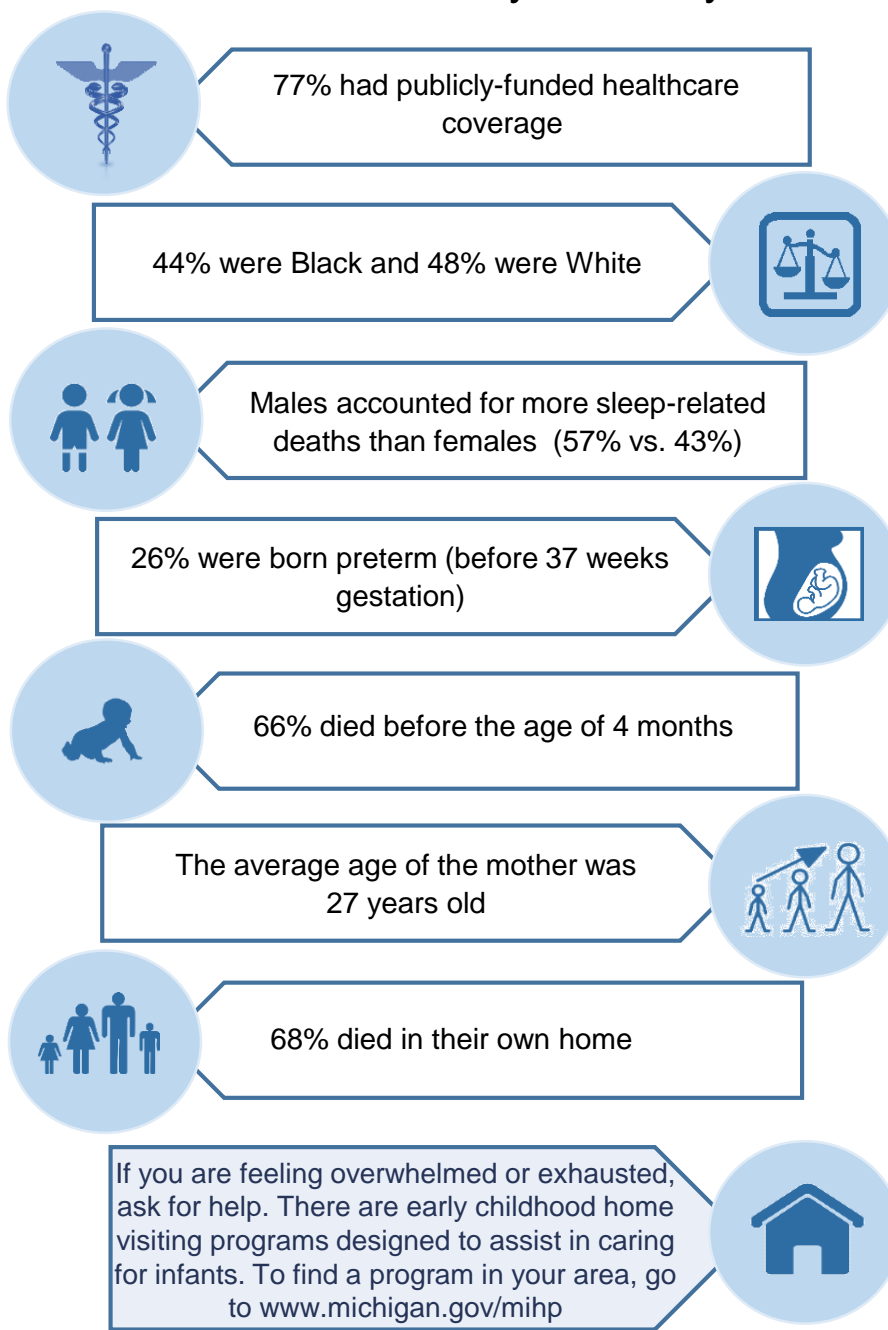 77% had publicly-funded healthcare
coverage
44% were Black and 48% were White
Males accounted for more sleep-related
deaths than females (57% vs. 43%)
26% were born preterm (before 37 weeks
gestation)
66% died before the age of 4 months
The average age of the mother was
27 years old
68% died in their own home
If you are feeling overwhelmed or exhausted,
ask for help. There are early childhood home
visiting programs designed to assist in caring
for infants. To find a program in your area, go
to www.michigan.gov/mihp